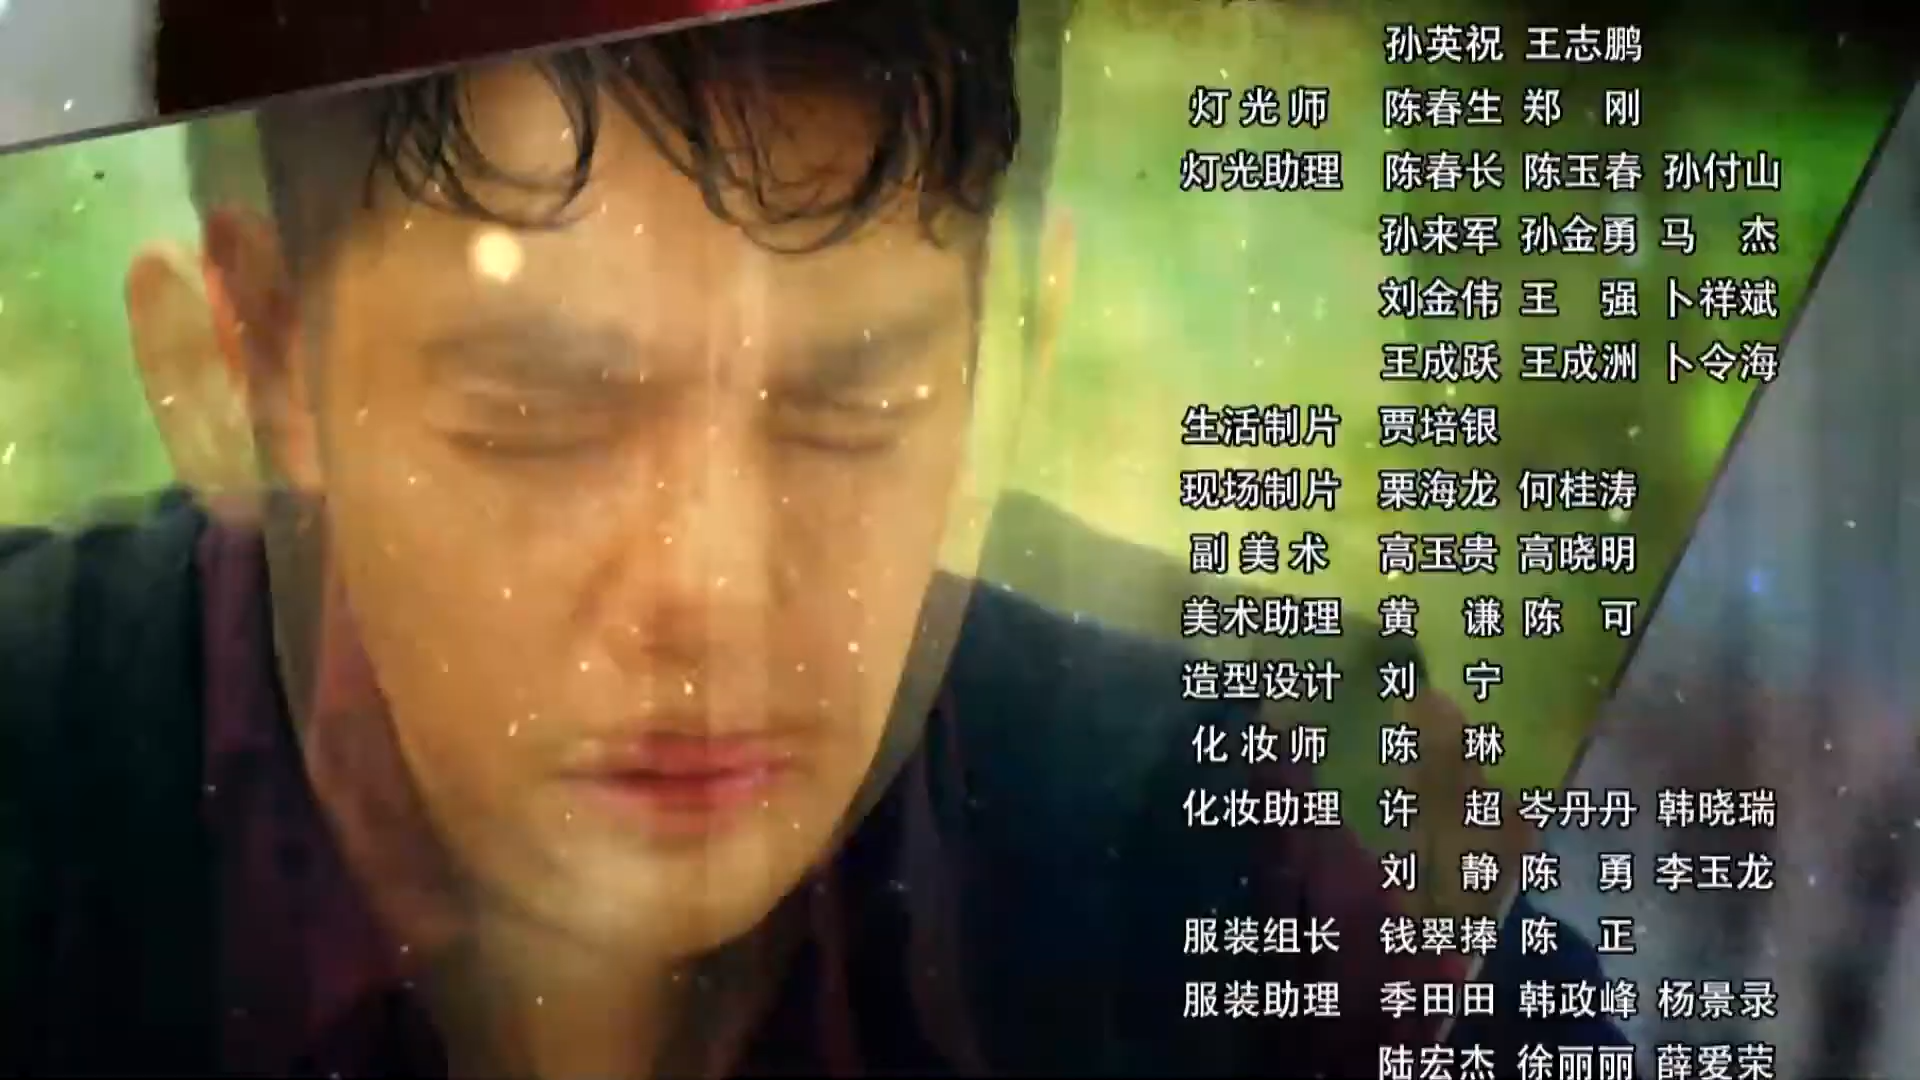 孙英祝 王志鹏
灯光师 陈春生 郑 刚
灯光助理 陈春长 陈玉春 孙付山
孙来军 孙金勇 马 杰
刘金伟 王 强 卜祥斌
王成跃 王成洲 卜令海
生活制片 贾培银
现场制片 栗海龙 何桂涛
副美术 高玉贵 高晓明
美术助理 黄 谦 陈 可
造型设计 刘 宁
化妆师 陈 琳
化妆助理 许 超 岑丹丹 韩晓瑞
刘 静 陈 勇 李玉龙
服装组长 钱翠捧 陈 正
服装助理 季田田 韩政峰 杨景录
陆宏杰 徐丽丽 薛爱荣